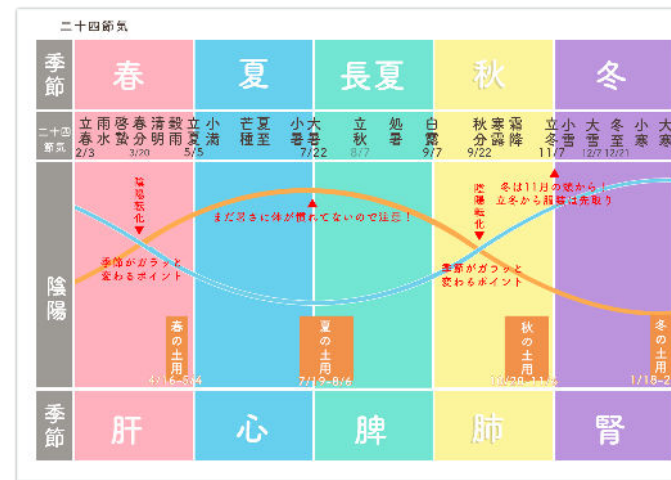 二十四節気
季節
春
夏
長夏
秋
冬
二十四節気
立春
雨水
啓蟄
春分
清明
穀雨
立夏
小満
芒種
夏至
小暑
大暑
立秋
処暑
白露
秋分
寒露
霜降
立冬
小雪
大雪
冬至
小寒
大寒
2/3
3/20
5/5
7/22
8/7
9/7
9/22
11/7
12/7
12/21
陰陽
陰陽転化
季節がガラッと
変わるポイント
まだ暑さに体が慣れてないので注意！
陰陽転化
季節がガラッと
変わるポイント
冬は11月の頭から！
立冬から服装は先取り
春の土用
4/16-5/4
夏の土用
7/19-8/6
秋の土用
冬の土用
1/18-2
季節
肝
心
脾
肺
腎